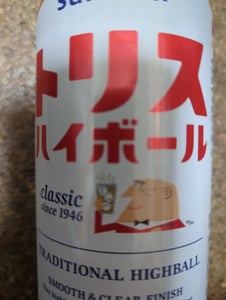 トリス
ハイボール
classic
since 1946
TRADITIONAL HIGHBALL
SMOOTH & CLEAR FINISH